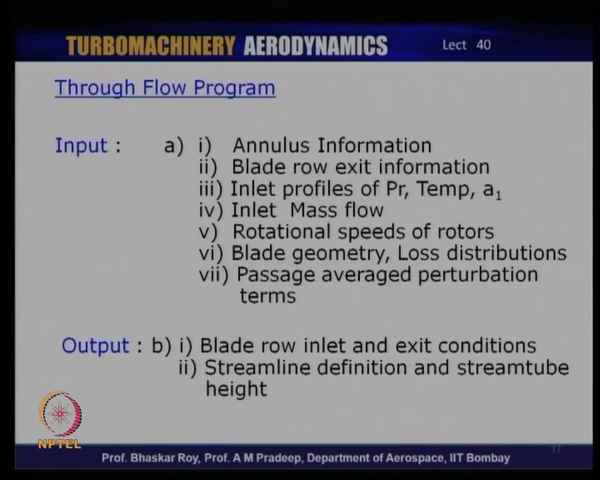 TURBOMACHINERY AERODYNAMICS Lect 40
Through Flow Program
Input : a) i) Annulus Information
ii) Blade row exit information
iii) Inlet profiles of Pr, Temp, a1
iv) Inlet Mass flow
v) Rotational speeds of rotors
vi) Blade geometry, Loss distributions
vii) Passage averaged perturbation
terms
Output : b) i) Blade row inlet and exit conditions
ii) Streamline definition and streamtube
height
NPTEL
17
Prof. Bhaskar Roy, Prof. A M Pradeep, Department of Aerospace, IIT Bombay